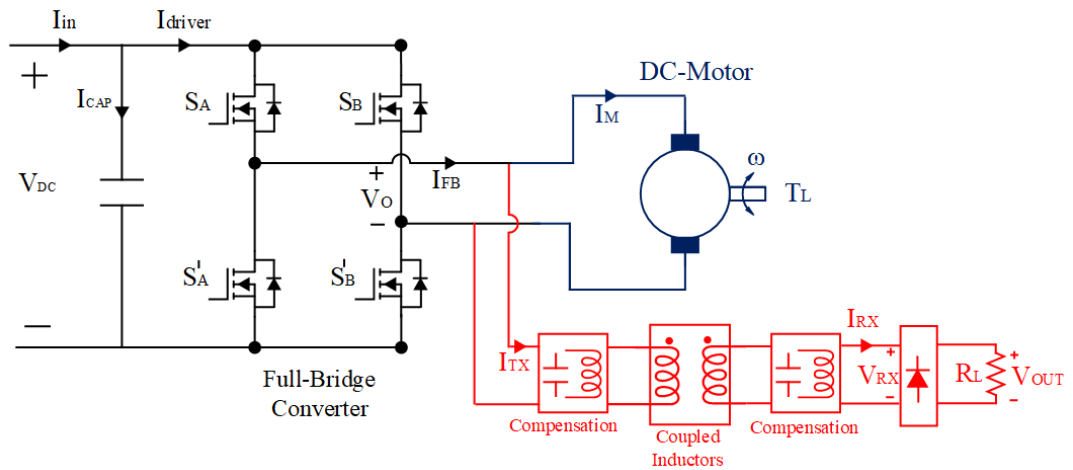 Iin
Idriver
DC-Motor
+
ICAP
SA
SB
IM
ω
VDC
+
IFB
VO
TL
−
S'A
S'B
−
ITX
IRX
+
VRX
−
RL
+
VOUT
−
Full-Bridge
Converter
Compensation
Coupled
Inductors
Compensation